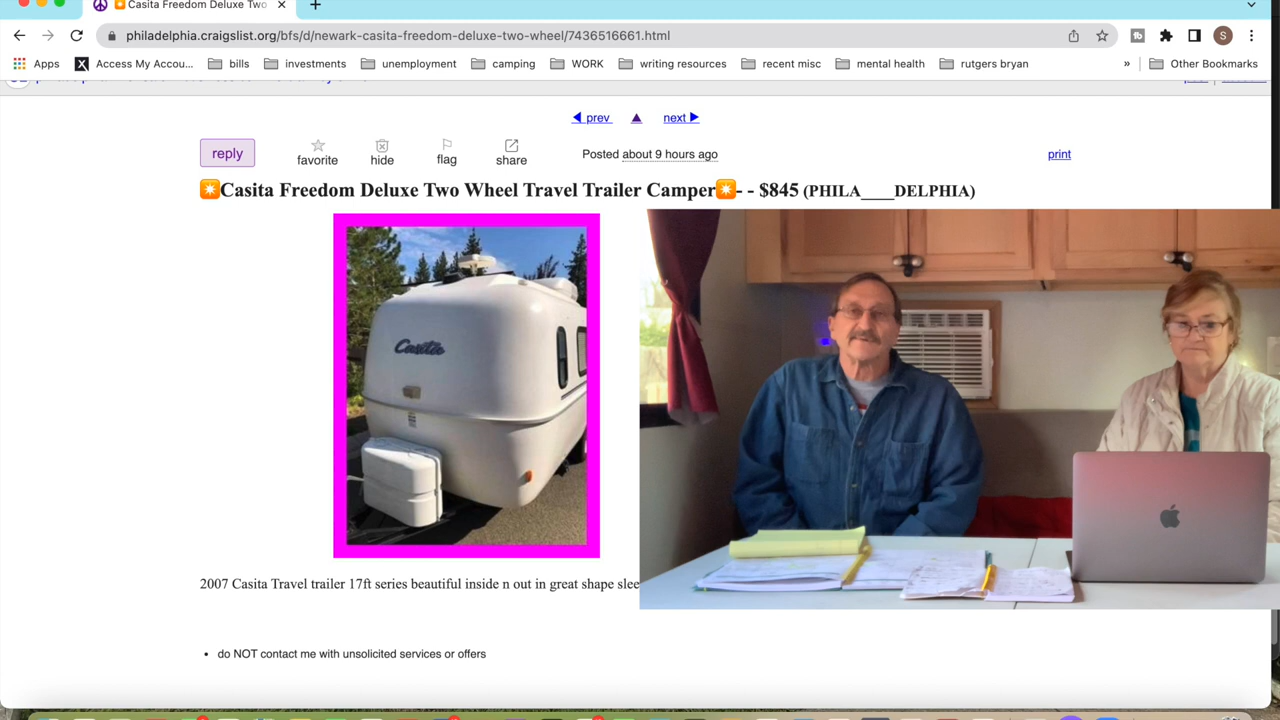 Casita Freedom Deluxe Two
philadelphia.craigslist.org/bfs/d/newark-casita-freedom-deluxe-two-wheel/7436516661.html
S
Apps Access My Accou... bills investments unemployment camping WORK writing resources recent misc mental health rutgers bryan » Other Bookmarks
prev next
reply favorite hide flag share Posted about 9 hours ago print
Casita Freedom Deluxe Two Wheel Travel Trailer Camper - - $845 (PHILA____DELPHIA)
Casita
2007 Casita Travel trailer 17ft series beautiful inside n out in great shape slee
do NOT contact me with unsolicited services or offers